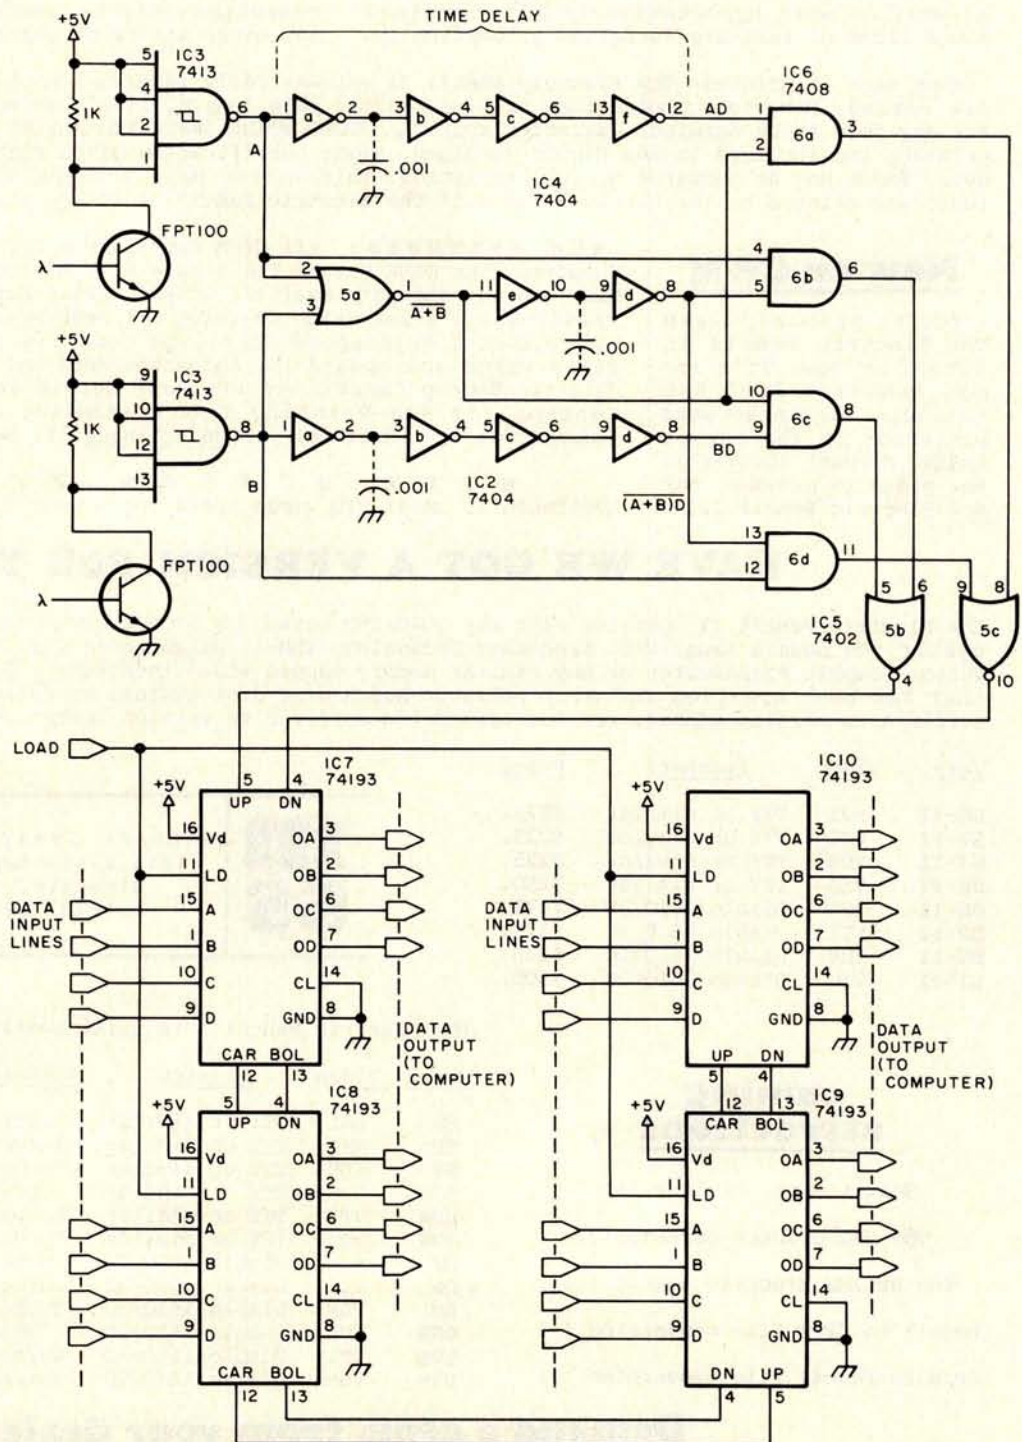 TIME DELAY
+5V
IC3
7413
5
4
2
1
6
1K
A
1 a 2
3 b 4
5 c 6
13 f 12
AD
IC6
7408
1
2
6a
3
.001
IC4
7404
FPT100
λ
2
3
5a
1
A+B
11 e 10
9 d 8
.001
4
5
6b
6
+5V
IC3
7413
9
10
12
13
8
1K
B
1 a 2
3 b 4
5 c 6
9 d 8
BD
10
9
6c
8
.001
IC2
7404
(A+B)D
13
12
6d
11
FPT100
λ
IC5
7402
5
6
5b
4
9
8
5c
10
LOAD
IC7
74193
+5V
5 4
UP DN
16 Vd OA 3
11 LD OB 2
15 A OC 6
1 B OD 7
10 C CL 14
9 D GND 8
CAR BOL
12 13
DATA
INPUT
LINES
DATA
OUTPUT
(TO
COMPUTER)
IC10
74193
+5V
16 Vd OA 3
11 LD OB 2
15 A OC 6
1 B OD 7
10 C CL 14
9 D GND 8
UP DN
5 4
DATA
INPUT
LINES
DATA
OUTPUT
(TO
COMPUTER)
IC8
74193
+5V
5 4
UP DN
16 Vd OA 3
11 LD OB 2
15 A OC 6
1 B OD 7
10 C CL 14
9 D GND 8
CAR BOL
12 13
IC9
74193
+5V
12 13
CAR BOL
16 Vd OA 3
11 LD OB 2
15 A OC 6
1 B OD 7
10 C CL 14
9 D GND 8
DN UP
4 5